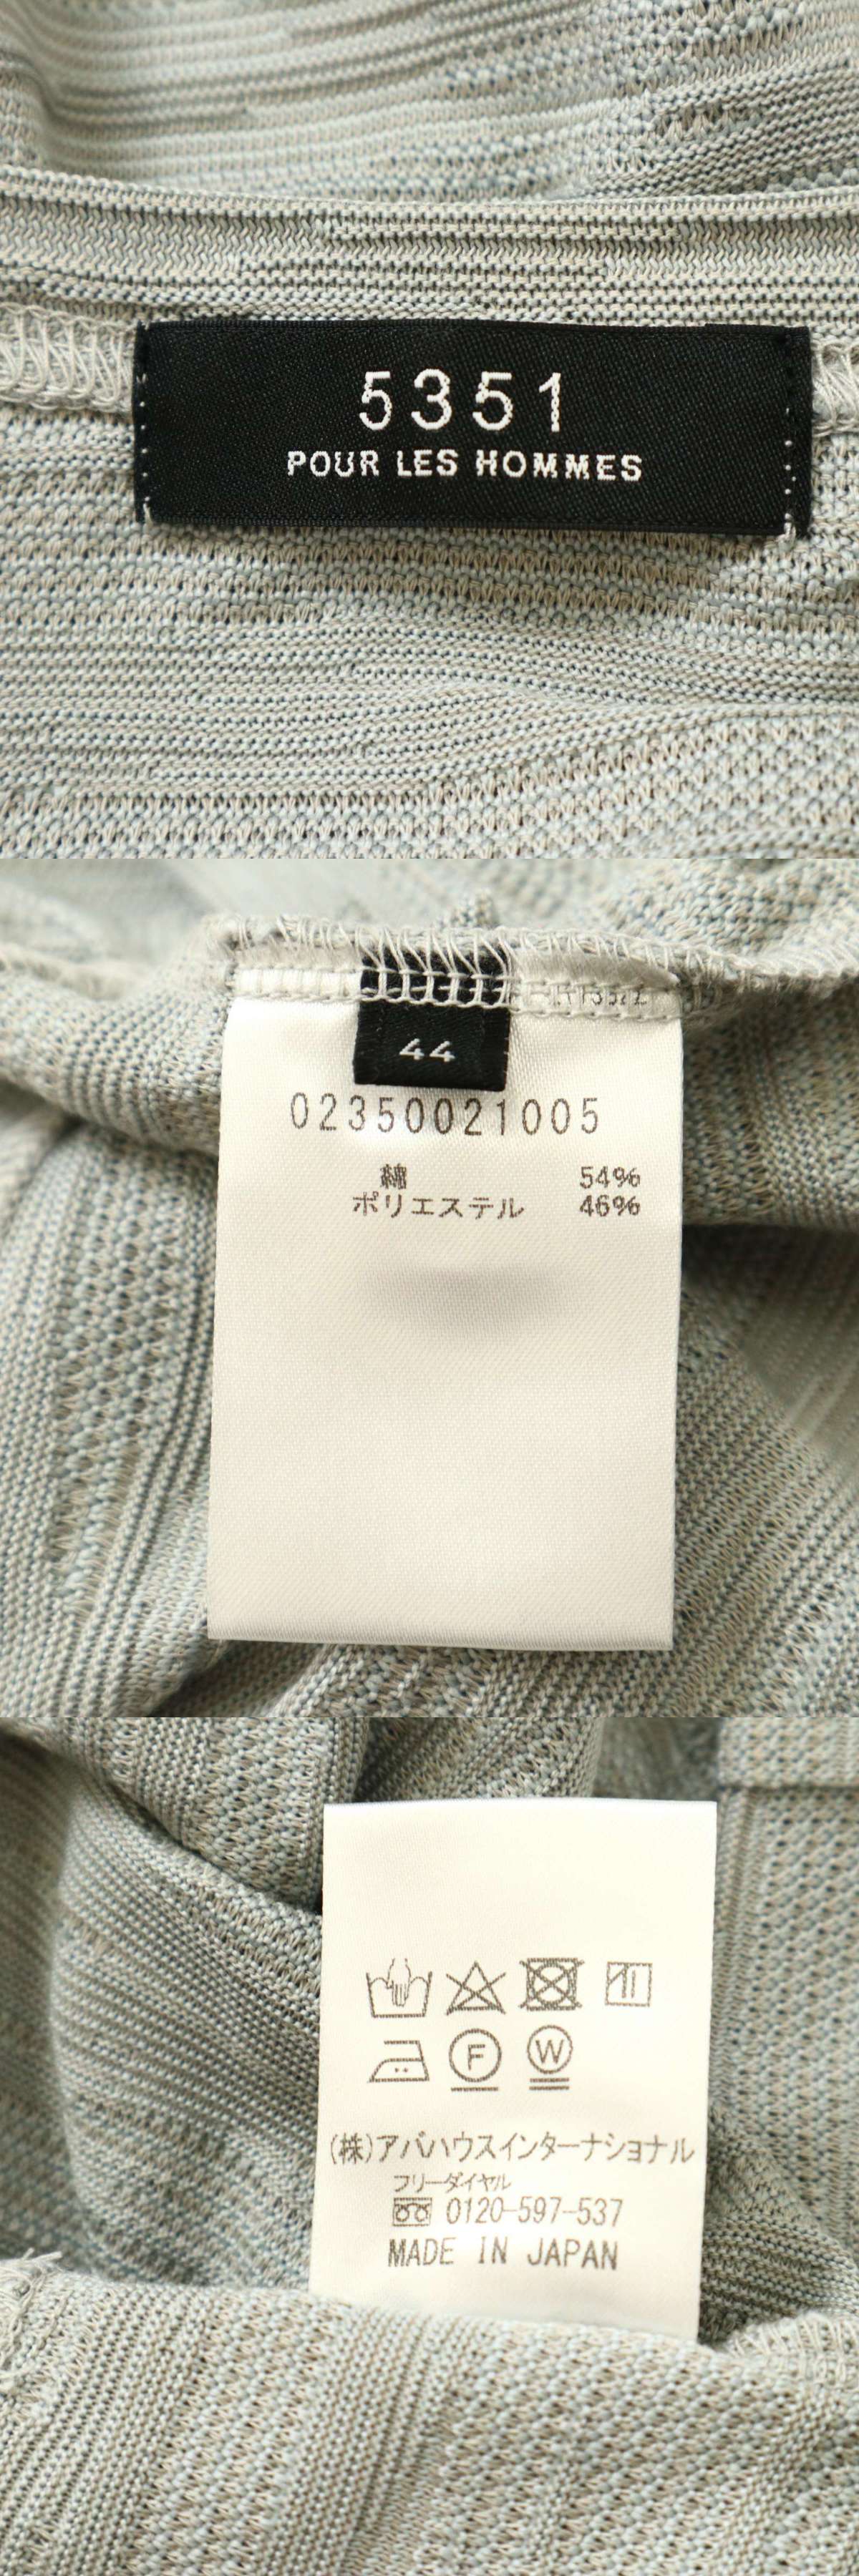 5351
POUR LES HOMMES
44
02350021005
綿 54%
ポリエステル 46%
F W
(株)アバハウスインターナショナル
フリーダイヤル
0120-597-537
MADE IN JAPAN